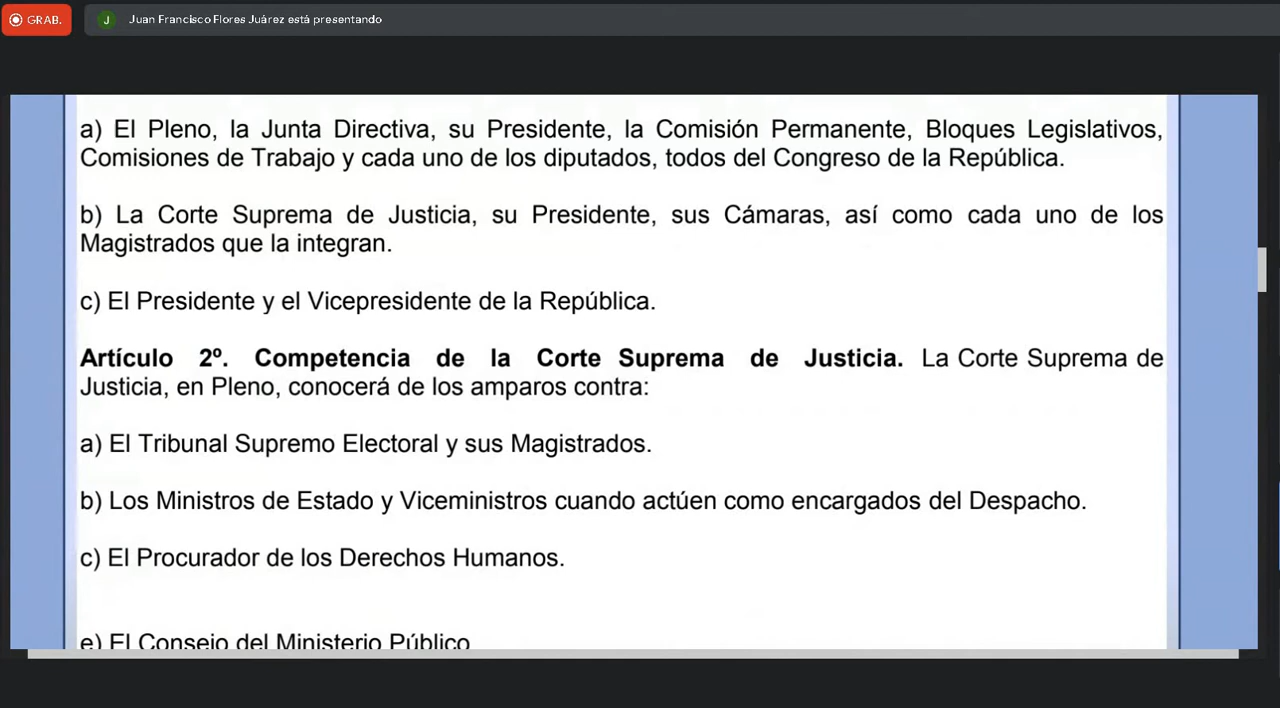 GRAB.
J Juan Francisco Flores Juárez está presentando
a) El Pleno, la Junta Directiva, su Presidente, la Comisión Permanente, Bloques Legislativos,
Comisiones de Trabajo y cada uno de los diputados, todos del Congreso de la República.
b) La Corte Suprema de Justicia, su Presidente, sus Cámaras, así como cada uno de los
Magistrados que la integran.
c) El Presidente y el Vicepresidente de la República.
Artículo 2º. Competencia de la Corte Suprema de Justicia. La Corte Suprema de
Justicia, en Pleno, conocerá de los amparos contra:
a) El Tribunal Supremo Electoral y sus Magistrados.
b) Los Ministros de Estado y Viceministros cuando actúen como encargados del Despacho.
c) El Procurador de los Derechos Humanos.
e) El Consejo del Ministerio Público